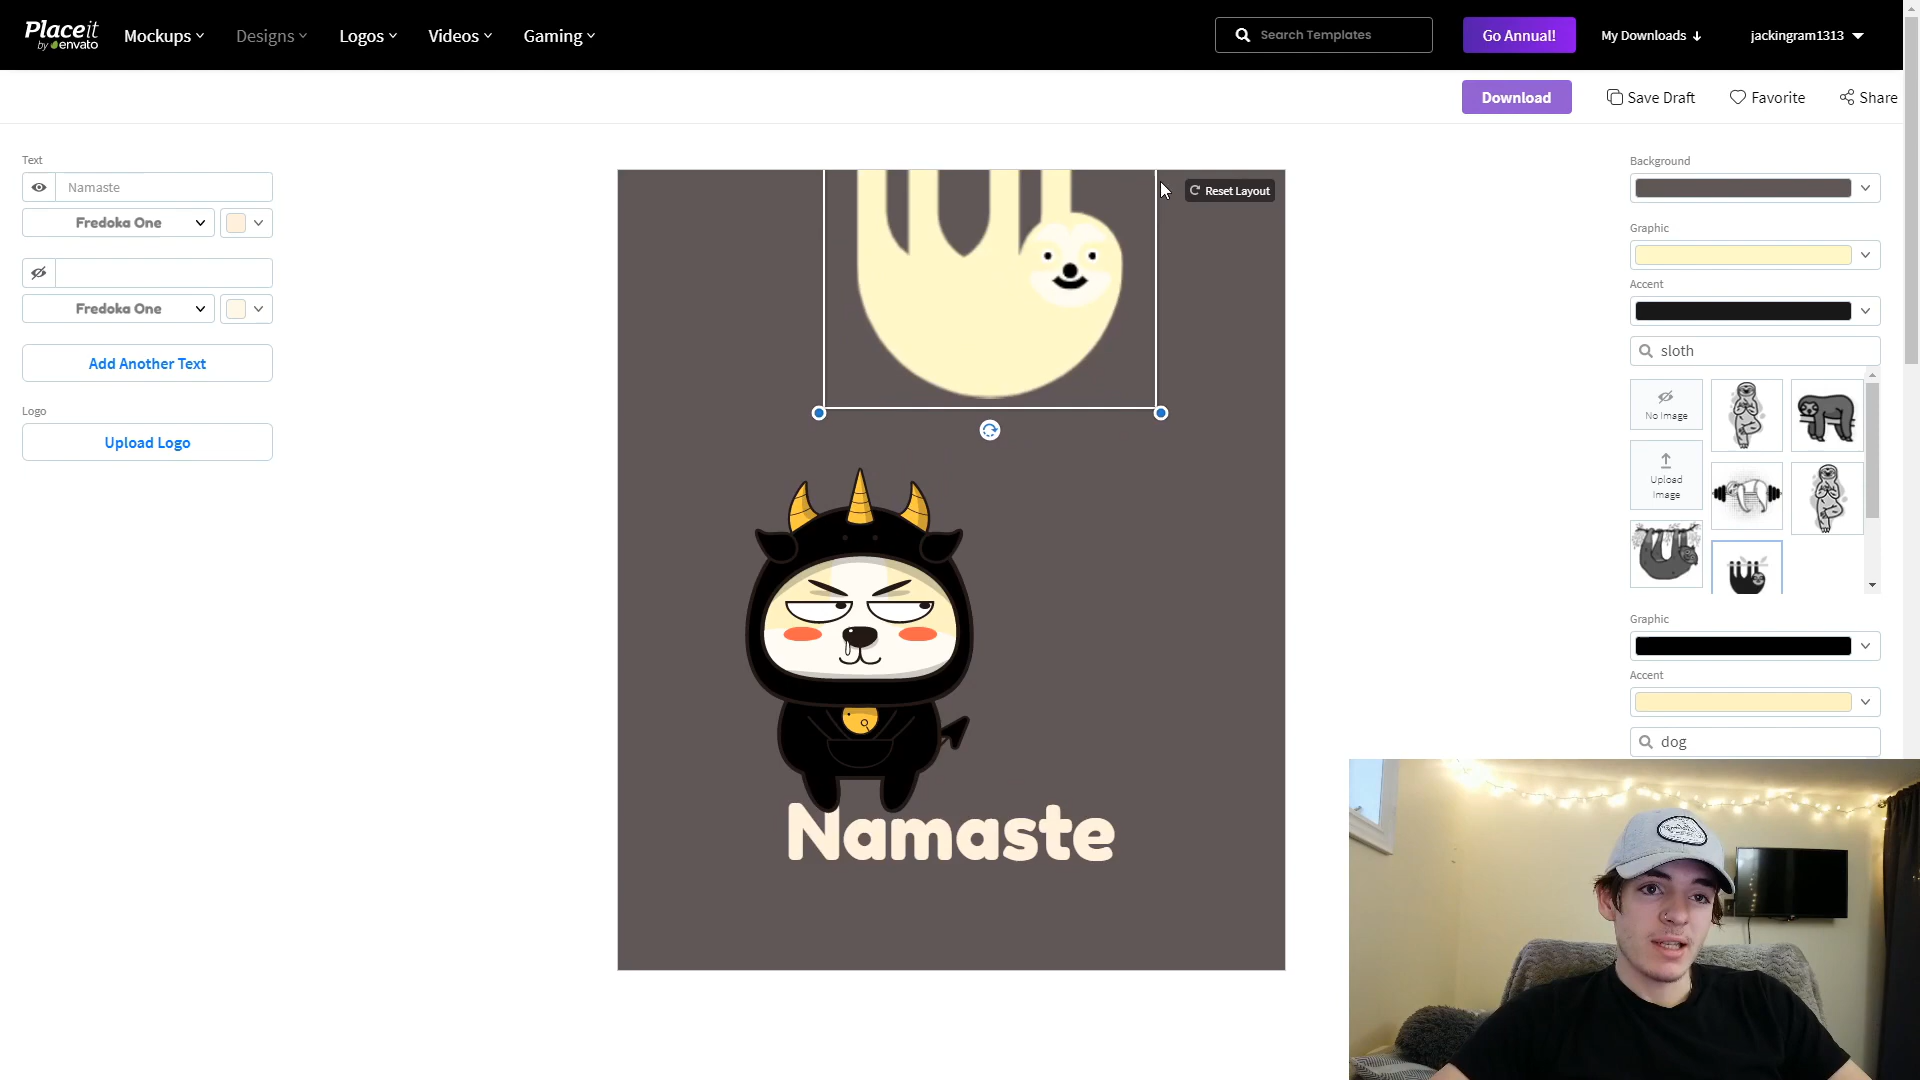 Placeit
by envato
Mockups
Designs
Logos
Videos
Gaming
Search Templates
Go Annual!
My Downloads
jackingram1313
Download
Save Draft
Favorite
Share
Text
Namaste
Fredoka One
Fredoka One
Add Another Text
Logo
Upload Logo
Reset Layout
Namaste
Background
Graphic
Accent
sloth
No Image
Upload
Image
Graphic
Accent
dog